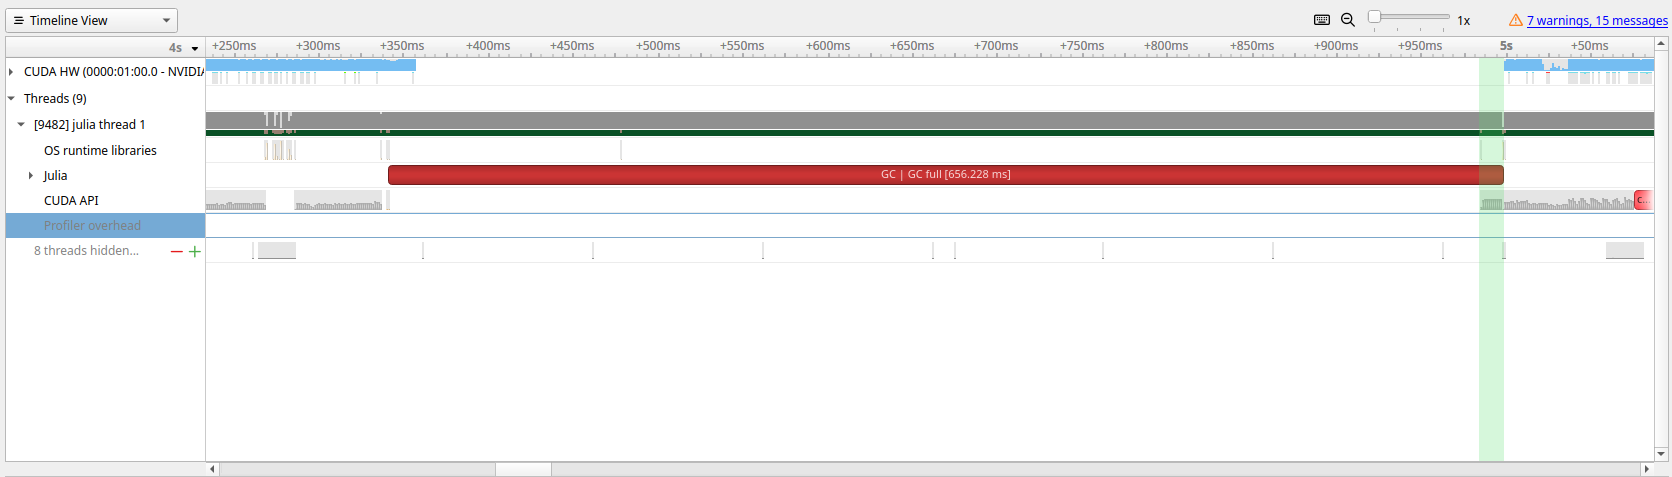 Timeline View
1x
7 warnings, 15 messages
4s
+250ms +300ms +350ms +400ms +450ms +500ms +550ms +600ms +650ms +700ms +750ms +800ms +850ms +900ms +950ms 5s +50ms
CUDA HW (0000:01:00.0 - NVIDIA
Threads (9)
[9482] julia thread 1
OS runtime libraries
Julia
GC | GC full [656.228 ms]
CUDA API
c...
Profiler overhead
8 threads hidden...